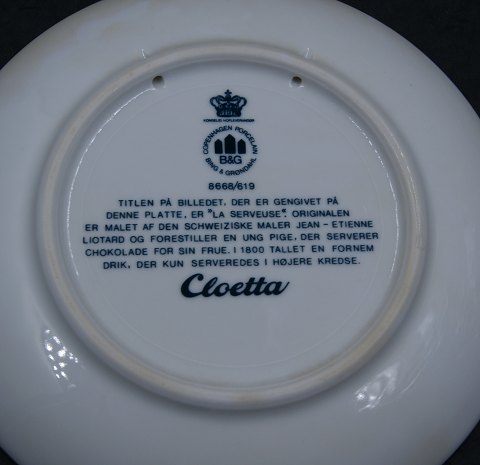 KONGELIG HOFLEVERANDØR
COPENHAGEN PORCELAIN
B&G
BING & GRØNDAHL
8668/619
TITLEN PÅ BILLEDET, DER ER GENGIVET PÅ
DENNE PLATTE, ER "LA SERVEUSE". ORIGINALEN
ER MALET AF DEN SCHWEIZISKE MALER JEAN-ETIENNE
LIOTARD OG FORESTILLER EN UNG PIGE, DER SERVERER
CHOKOLADE FOR SIN FRUE. I 1800 TALLET EN FORNEM
DRIK, DER KUN SERVEREDES I HØJERE KREDSE.
Cloetta